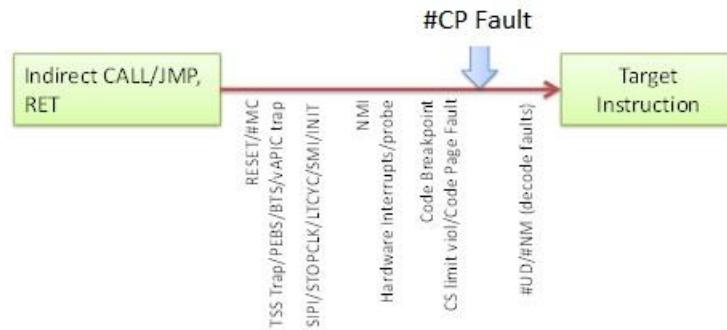 #CP Fault
Indirect CALL/JMP,
RET
Target
Instruction
RESET/#MC
TSS Trap/PEBS/BTS/vAPIC trap
SIPI/STOPCLK/LTCYC/SMI/INIT
NMI
Hardware Interrupts/probe
Code Breakpoint
CS limit viol/Code Page Fault
#UD/#NM (decode faults)